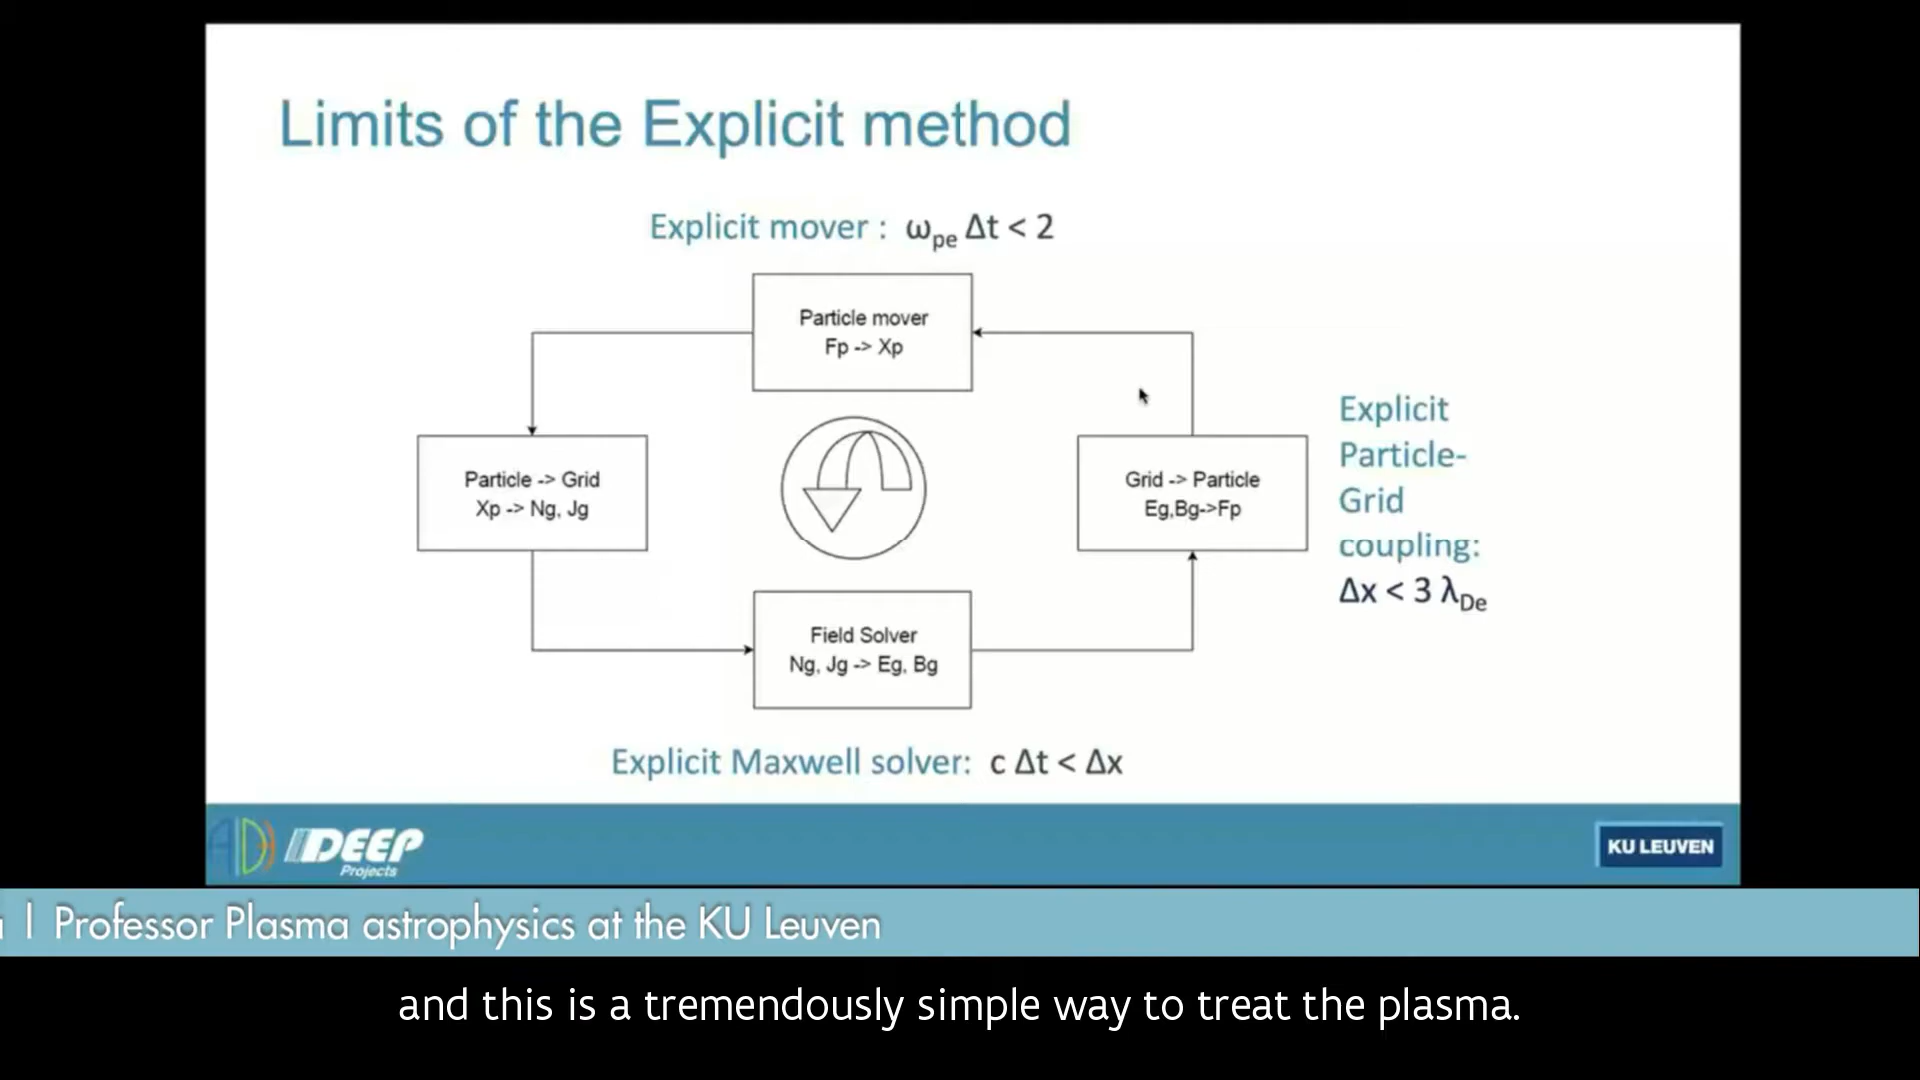 Limits of the Explicit method
Explicit mover : ωpe Δt < 2
Particle mover
Fp -> Xp
Particle -> Grid
Xp -> Ng, Jg
Grid -> Particle
Eg,Bg->Fp
Explicit
Particle-
Grid
coupling:
Δx < 3 λDe
Field Solver
Ng, Jg -> Eg, Bg
Explicit Maxwell solver: c Δt < Δx
DEEP
Projects
KU LEUVEN
| Professor Plasma astrophysics at the KU Leuven
and this is a tremendously simple way to treat the plasma.